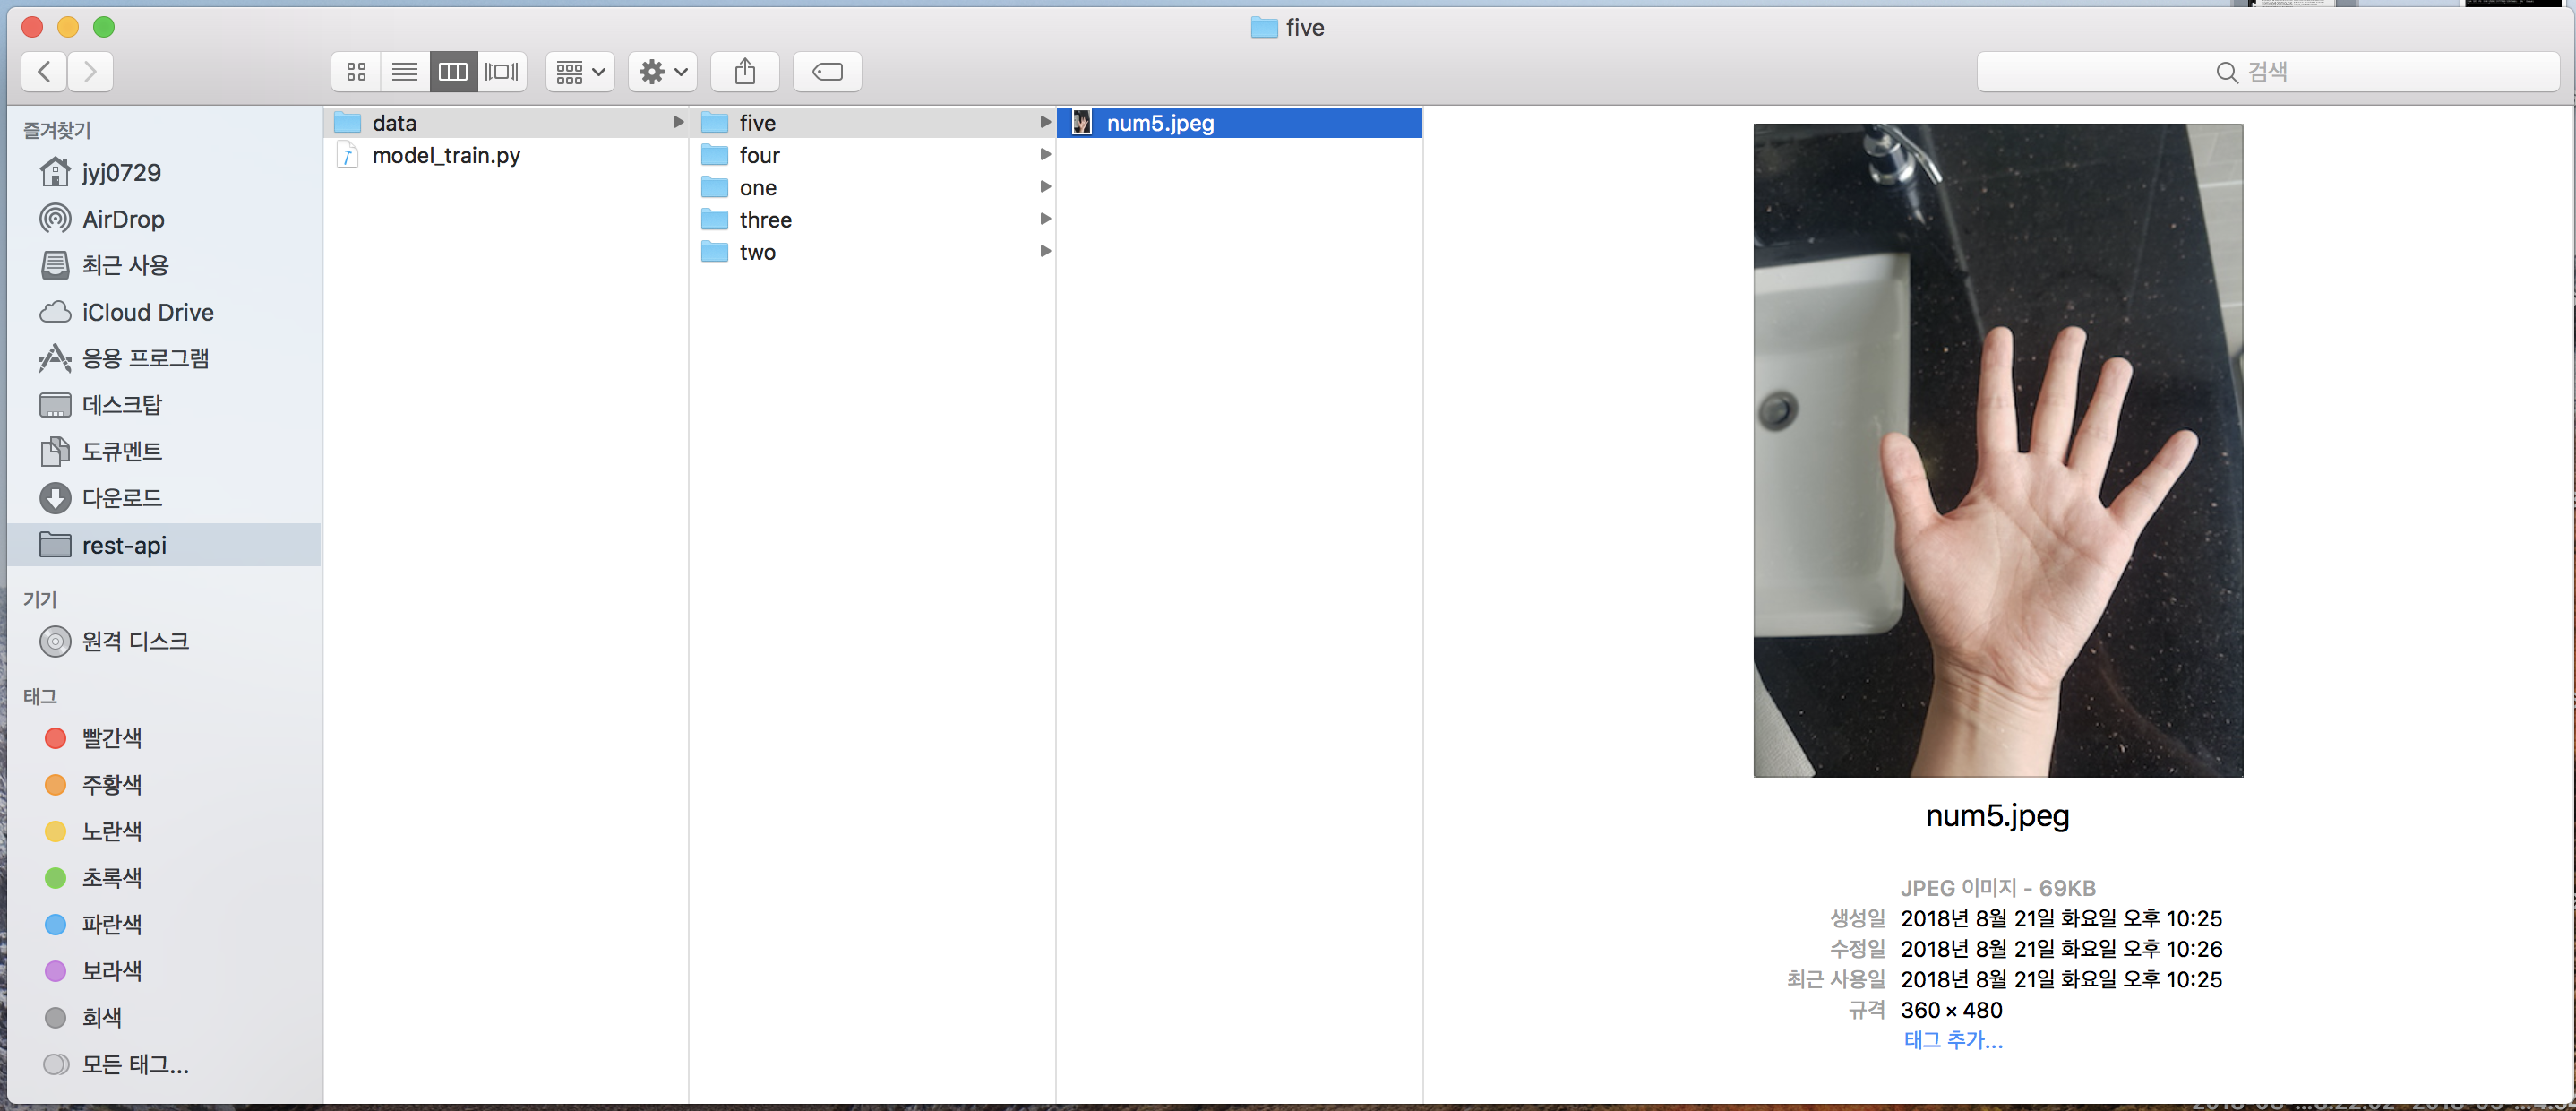 five
검색
즐겨찾기
jyj0729
AirDrop
최근 사용
iCloud Drive
응용 프로그램
데스크탑
도큐멘트
다운로드
rest-api
기기
원격 디스크
태그
빨간색
주황색
노란색
초록색
파란색
보라색
회색
모든 태그...
data
model_train.py
five
four
one
three
two
num5.jpeg
num5.jpeg
JPEG 이미지 - 69KB
생성일 2018년 8월 21일 화요일 오후 10:25
수정일 2018년 8월 21일 화요일 오후 10:26
최근 사용일 2018년 8월 21일 화요일 오후 10:25
규격 360 × 480
태그 추가...